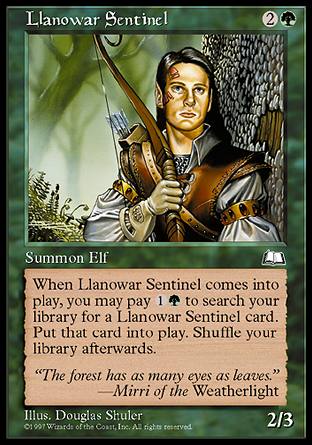 Llanowar Sentinel 2
Summon Elf
When Llanowar Sentinel comes into
play, you may pay 1 to search your
library for a Llanowar Sentinel card.
Put that card into play. Shuffle your
library afterwards.
"The forest has as many eyes as leaves."
—Mirri of the Weatherlight
Illus. Douglas Shuler
©1997 Wizards of the Coast, Inc. All rights reserved. 2/3